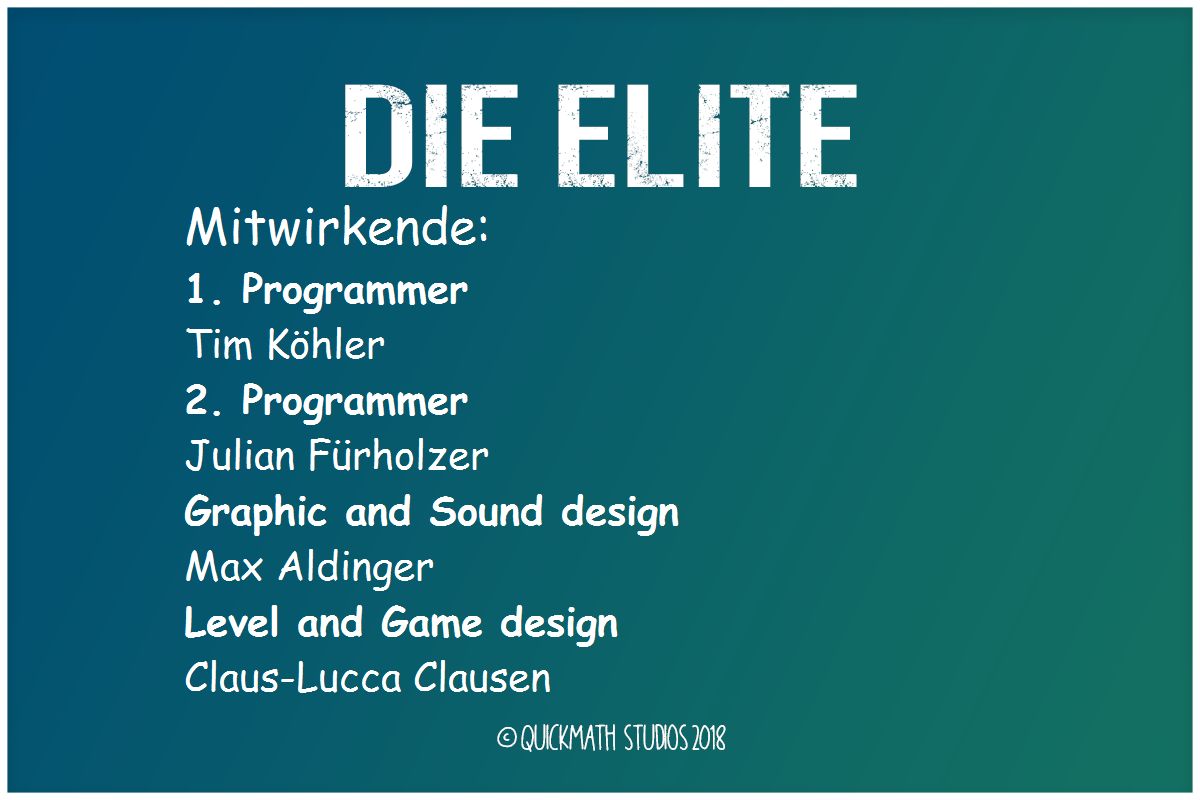 DIE ELITE
Mitwirkende:
1. Programmer
Tim Köhler
2. Programmer
Julian Fürholzer
Graphic and Sound design
Max Aldinger
Level and Game design
Claus-Lucca Clausen
© QUICKMATH STUDIOS 2018